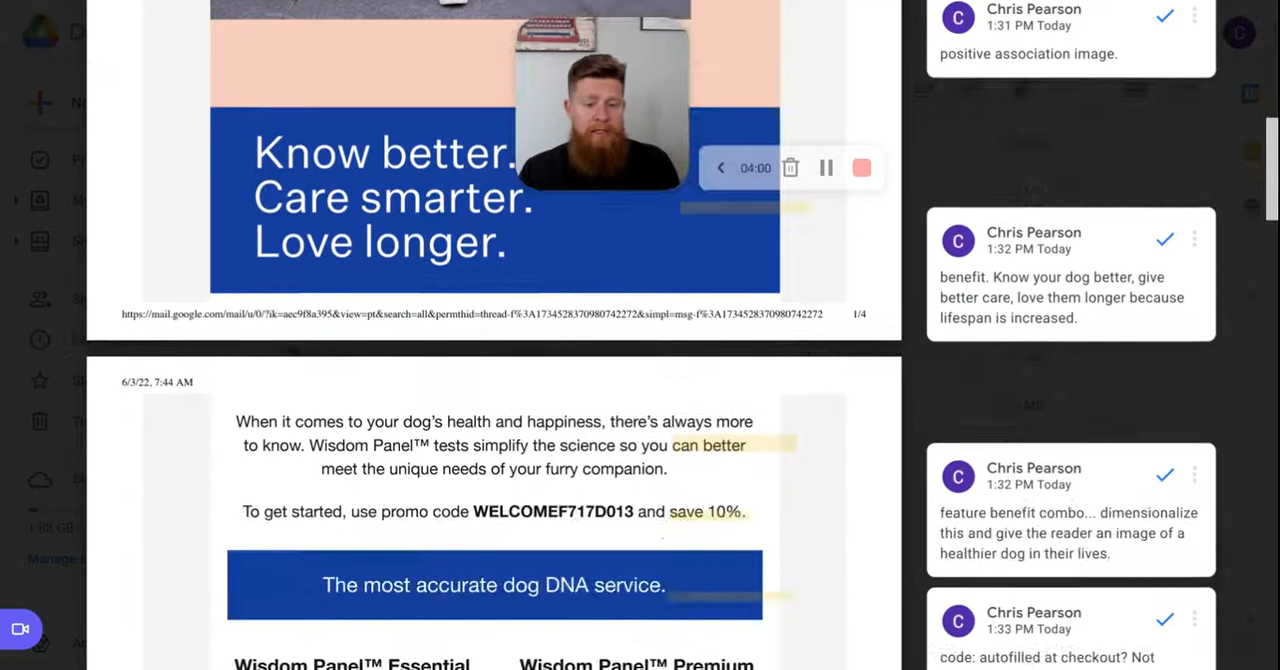 Know better.
Care smarter.
Love longer.
04:00
https://mail.google.com/mail/u/0/?ik=aec9f8a395&view=pt&search=all&permthid=thread-f%3A1734528370980742272&simpl=msg-f%3A1734528370980742272
1/4
6/3/22, 7:44 AM
When it comes to your dog's health and happiness, there's always more
to know. Wisdom Panel™ tests simplify the science so you can better
meet the unique needs of your furry companion.
To get started, use promo code WELCOMEF717D013 and save 10%.
The most accurate dog DNA service.
Wisdom Panel™ Essential
Wisdom Panel™ Premium
C
Chris Pearson
1:31 PM Today
positive association image.
C
Chris Pearson
1:32 PM Today
benefit. Know your dog better, give
better care, love them longer because
lifespan is increased.
C
Chris Pearson
1:32 PM Today
feature benefit combo... dimensionalize
this and give the reader an image of a
healthier dog in their lives.
C
Chris Pearson
1:33 PM Today
code: autofilled at checkout? Not
C